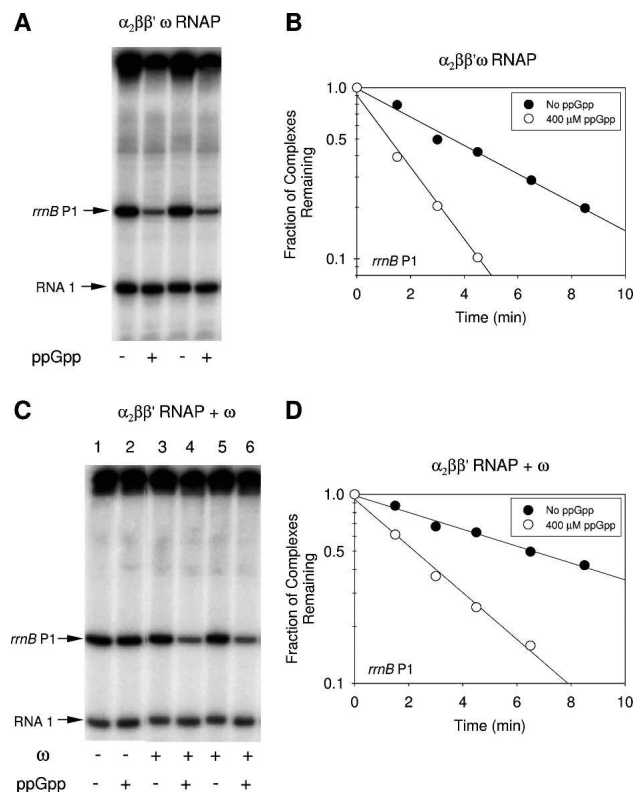 A
α₂ββ' ω RNAP
rrnB P1
RNA 1
ppGpp - + - +
B
α₂ββ'ω RNAP
Fraction of Complexes
Remaining
1.0
0.5
0.1
No ppGpp
400 μM ppGpp
rrnB P1
0 2 4 6 8 10
Time (min)
C
α₂ββ' RNAP + ω
1 2 3 4 5 6
rrnB P1
RNA 1
ω - - + + + +
ppGpp - + - + - +
D
α₂ββ' RNAP + ω
Fraction of Complexes
Remaining
1.0
0.5
0.1
No ppGpp
400 μM ppGpp
rrnB P1
0 2 4 6 8 10
Time (min)